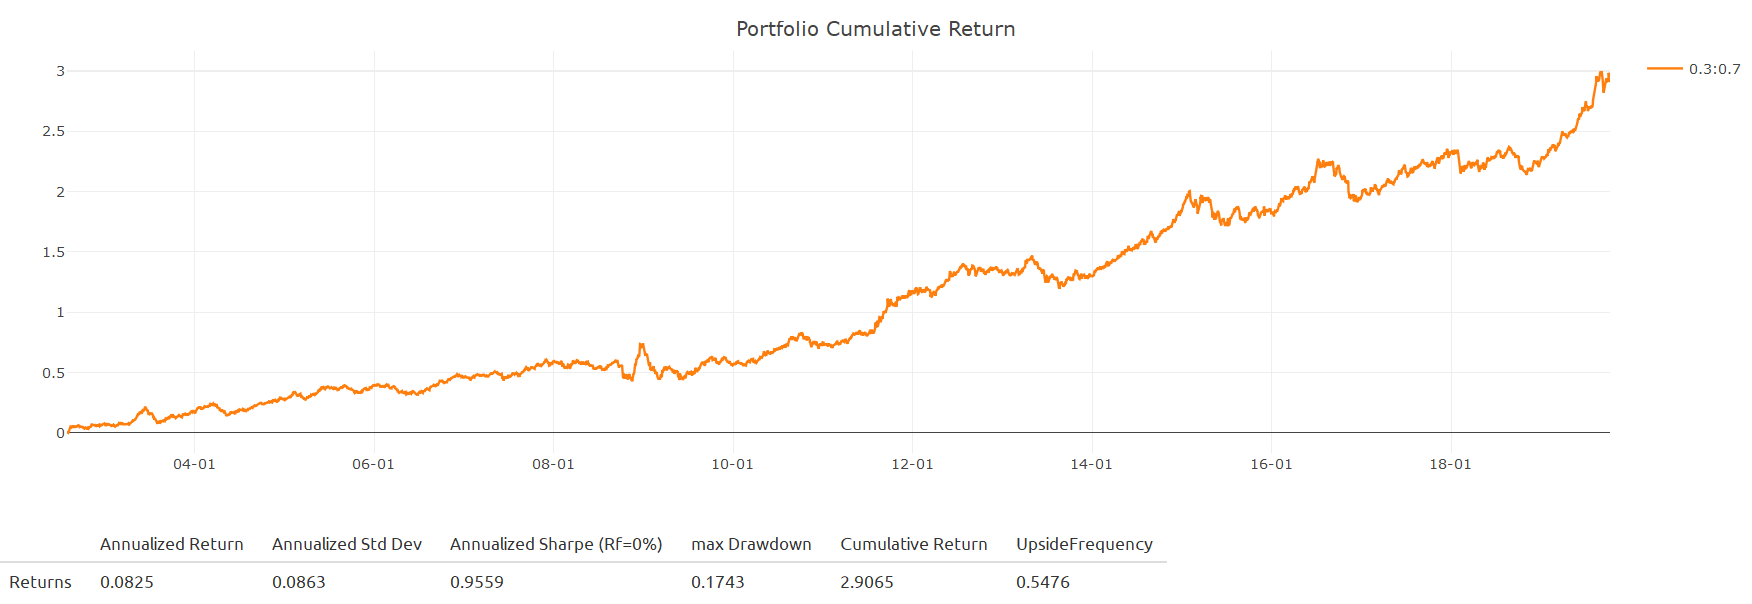 Portfolio Cumulative Return
0.3:0.7
3
2.5
2
1.5
1
0.5
0
04-01 06-01 08-01 10-01 12-01 14-01 16-01 18-01
Annualized Return Annualized Std Dev Annualized Sharpe (Rf=0%) max Drawdown Cumulative Return UpsideFrequency
Returns 0.0825 0.0863 0.9559 0.1743 2.9065 0.5476